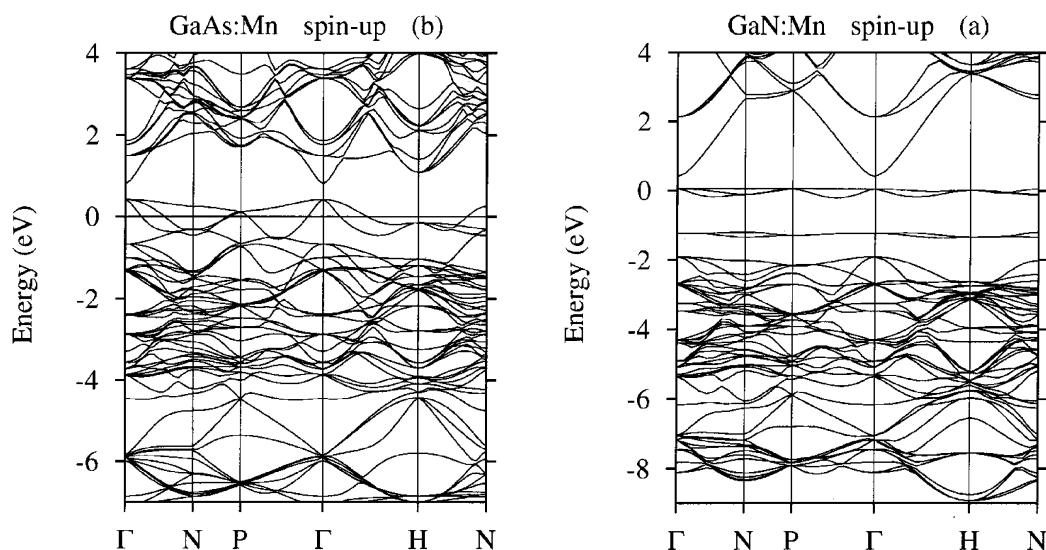 GaAs:Mn spin-up (b)
Energy (eV)
4
2
0
-2
-4
-6
Γ N P Γ H N
GaN:Mn spin-up (a)
Energy (eV)
4
2
0
-2
-4
-6
-8
Γ N P Γ H N